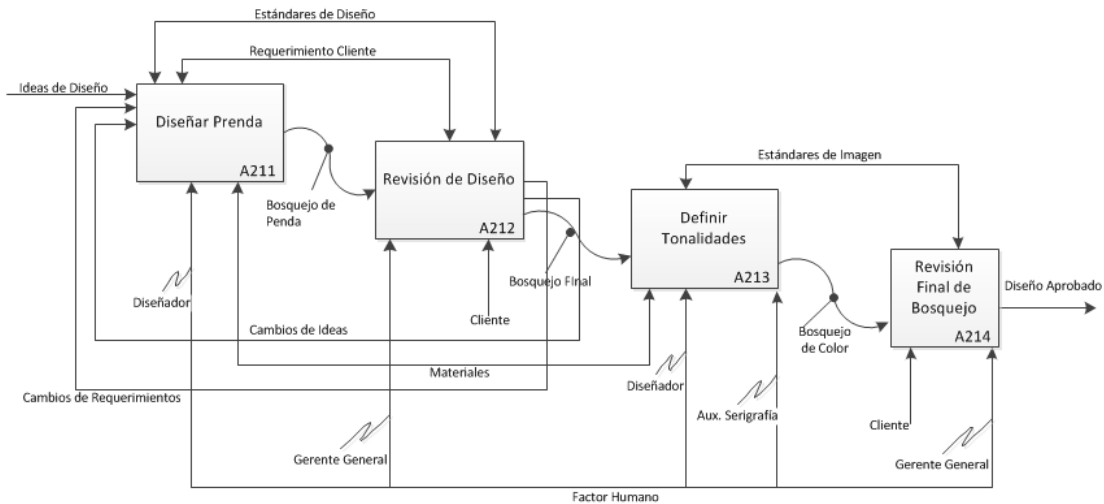 Estándares de Diseño
Requerimiento Cliente
Ideas de Diseño
Diseñar Prenda
A211
Bosquejo de
Penda
Revisión de Diseño
A212
Bosquejo FInal
Estándares de Imagen
Definir
Tonalidades
A213
Bosquejo
de Color
Revisión
Final de
Bosquejo
A214
Diseño Aprobado
Diseñador
Cliente
Cambios de Ideas
Materiales
Cambios de Requerimientos
Gerente General
Diseñador
Aux. Serigrafía
Cliente
Gerente General
Factor Humano